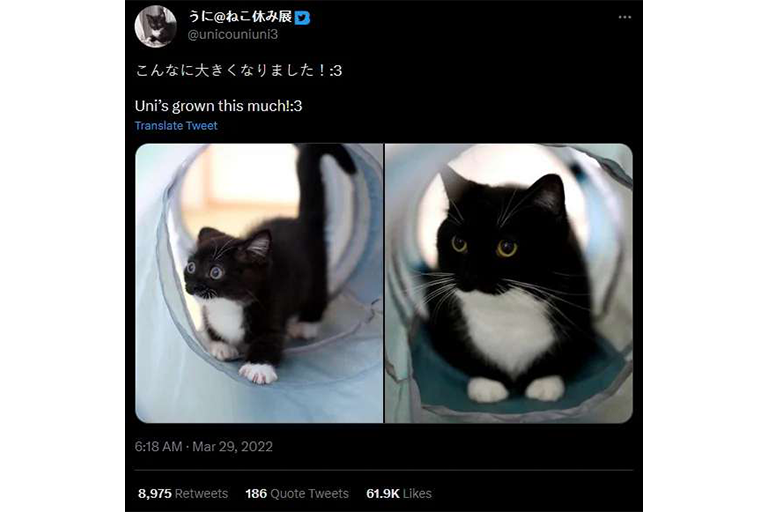 うに@ねこ休み展
@unicouniuni3
こんなに大きくなりました！:3
Uni’s grown this much!:3
Translate Tweet
6:18 AM · Mar 29, 2022
8,975 Retweets 186 Quote Tweets 61.9K Likes